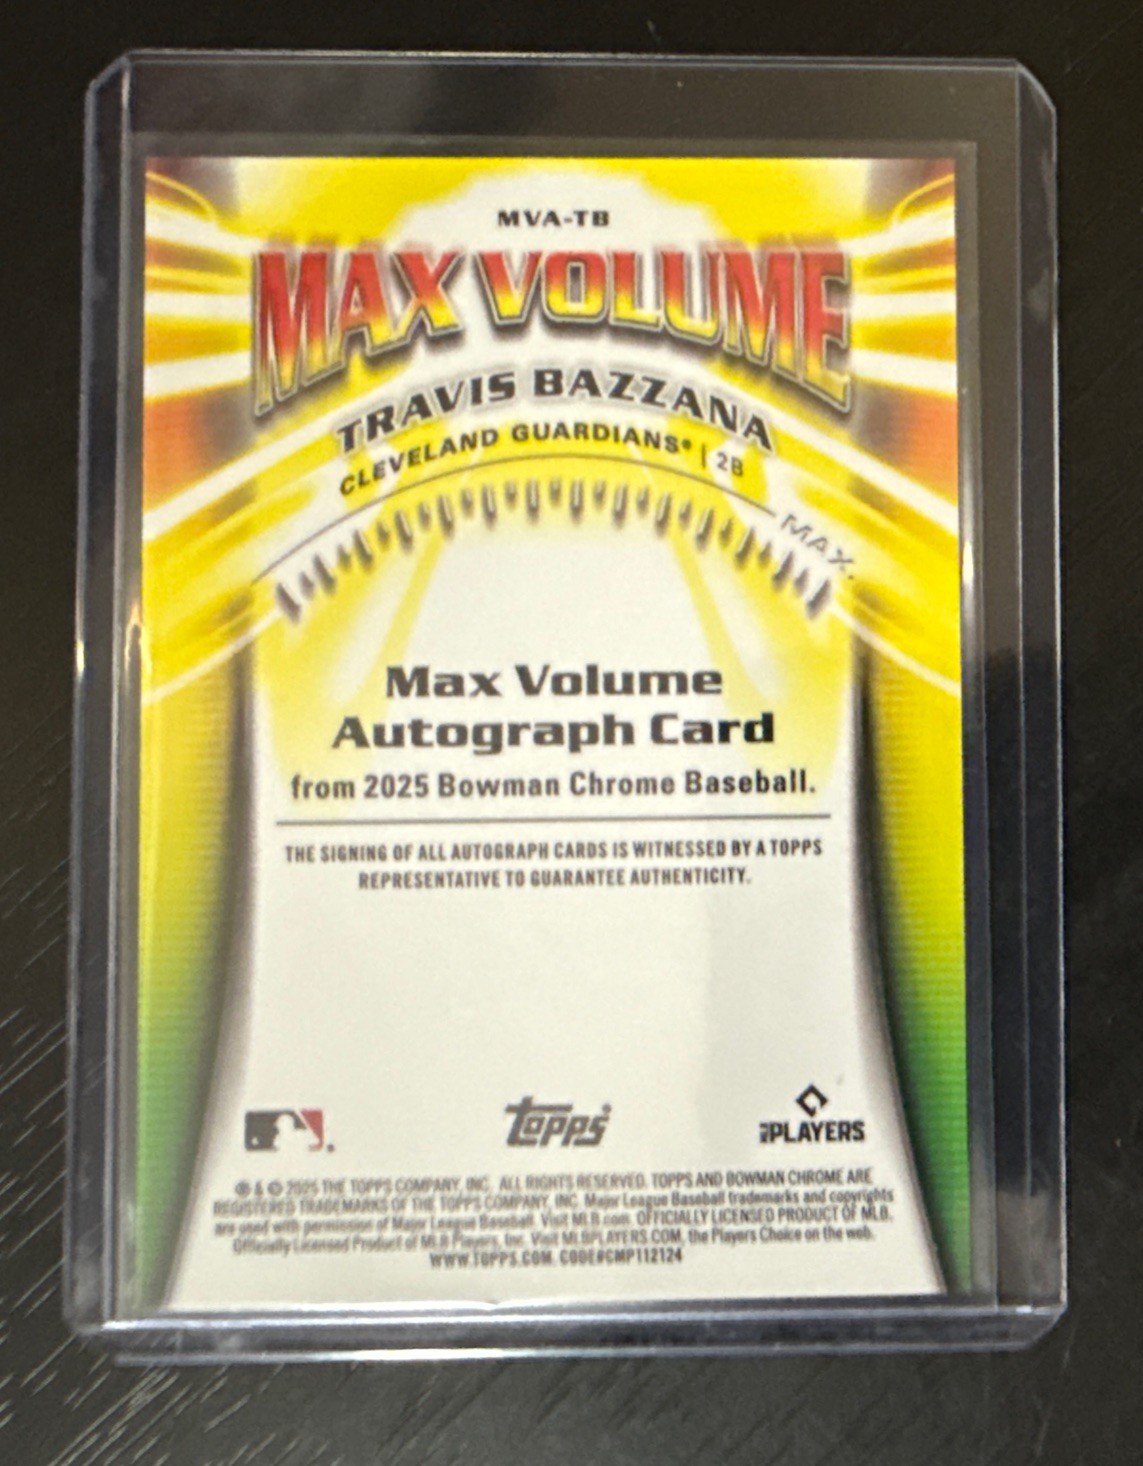 MVA-TB
MAX VOLUME
TRAVIS BAZZANA
CLEVELAND GUARDIANS® | 2B
MAX.
Max Volume
Autograph Card
from 2025 Bowman Chrome Baseball.
THE SIGNING OF ALL AUTOGRAPH CARDS IS WITNESSED BY A TOPPS
REPRESENTATIVE TO GUARANTEE AUTHENTICITY.
Topps®
MLB PLAYERS
® & © 2025 THE TOPPS COMPANY, INC. ALL RIGHTS RESERVED. TOPPS AND BOWMAN CHROME ARE
REGISTERED TRADEMARKS OF THE TOPPS COMPANY, INC. Major League Baseball trademarks and copyrights
are used with permission of Major League Baseball. Visit MLB.com. OFFICIALLY LICENSED PRODUCT OF MLB.
Officially Licensed Product of MLB Players, Inc. Visit MLBPLAYERS.COM, the Players Choice on the web.
WWW.TOPPS.COM. CODE#CMP112124